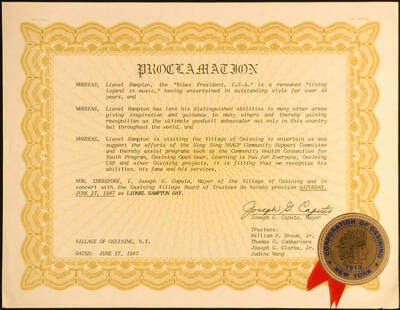 PROCLAMATION
WHEREAS, Lionel Hampton, the "Vibes President, U.S.A." is a renowned "living
legend in music," having entertained in outstanding style for over 61
years, and
WHEREAS, Lionel Hampton has lent his distinguished abilities to many other areas
giving inspiration and guidance to many others and thereby gaining
recognition as the ultimate goodwill ambassador not only in this country
but throughout the world, and
WHEREAS, Lionel Hampton is visiting the Village of Ossining to entertain us and
support the efforts of the Sing Sing NAACP Community Support Committee
and thereby assist programs such as the Community Health Connection for
Youth Program, Ossining Open Door, Learning is Fun For Everyone, Ossining
CAP and other Ossining projects, it is fitting that we recognize his
abilities, his fame and his services,
NOW, THEREFORE, I, Joseph G. Caputo, Mayor of the Village of Ossining and in
concert with the Ossining Village Board of Trustees do hereby proclaim SATURDAY,
JUNE 27, 1987 as LIONEL HAMPTON DAY.
Joseph G. Caputo
Joseph G. Caputo, Mayor
Trustees:
William R. Brown, Jr.
Thomas G. Cambariere
Joseph G. Clarke, Jr.
Jodine Wang
VILLAGE OF OSSINING, N.Y.
DATED: JUNE 27, 1987
CORPORATION OF OSSINING
1813
NEW YORK